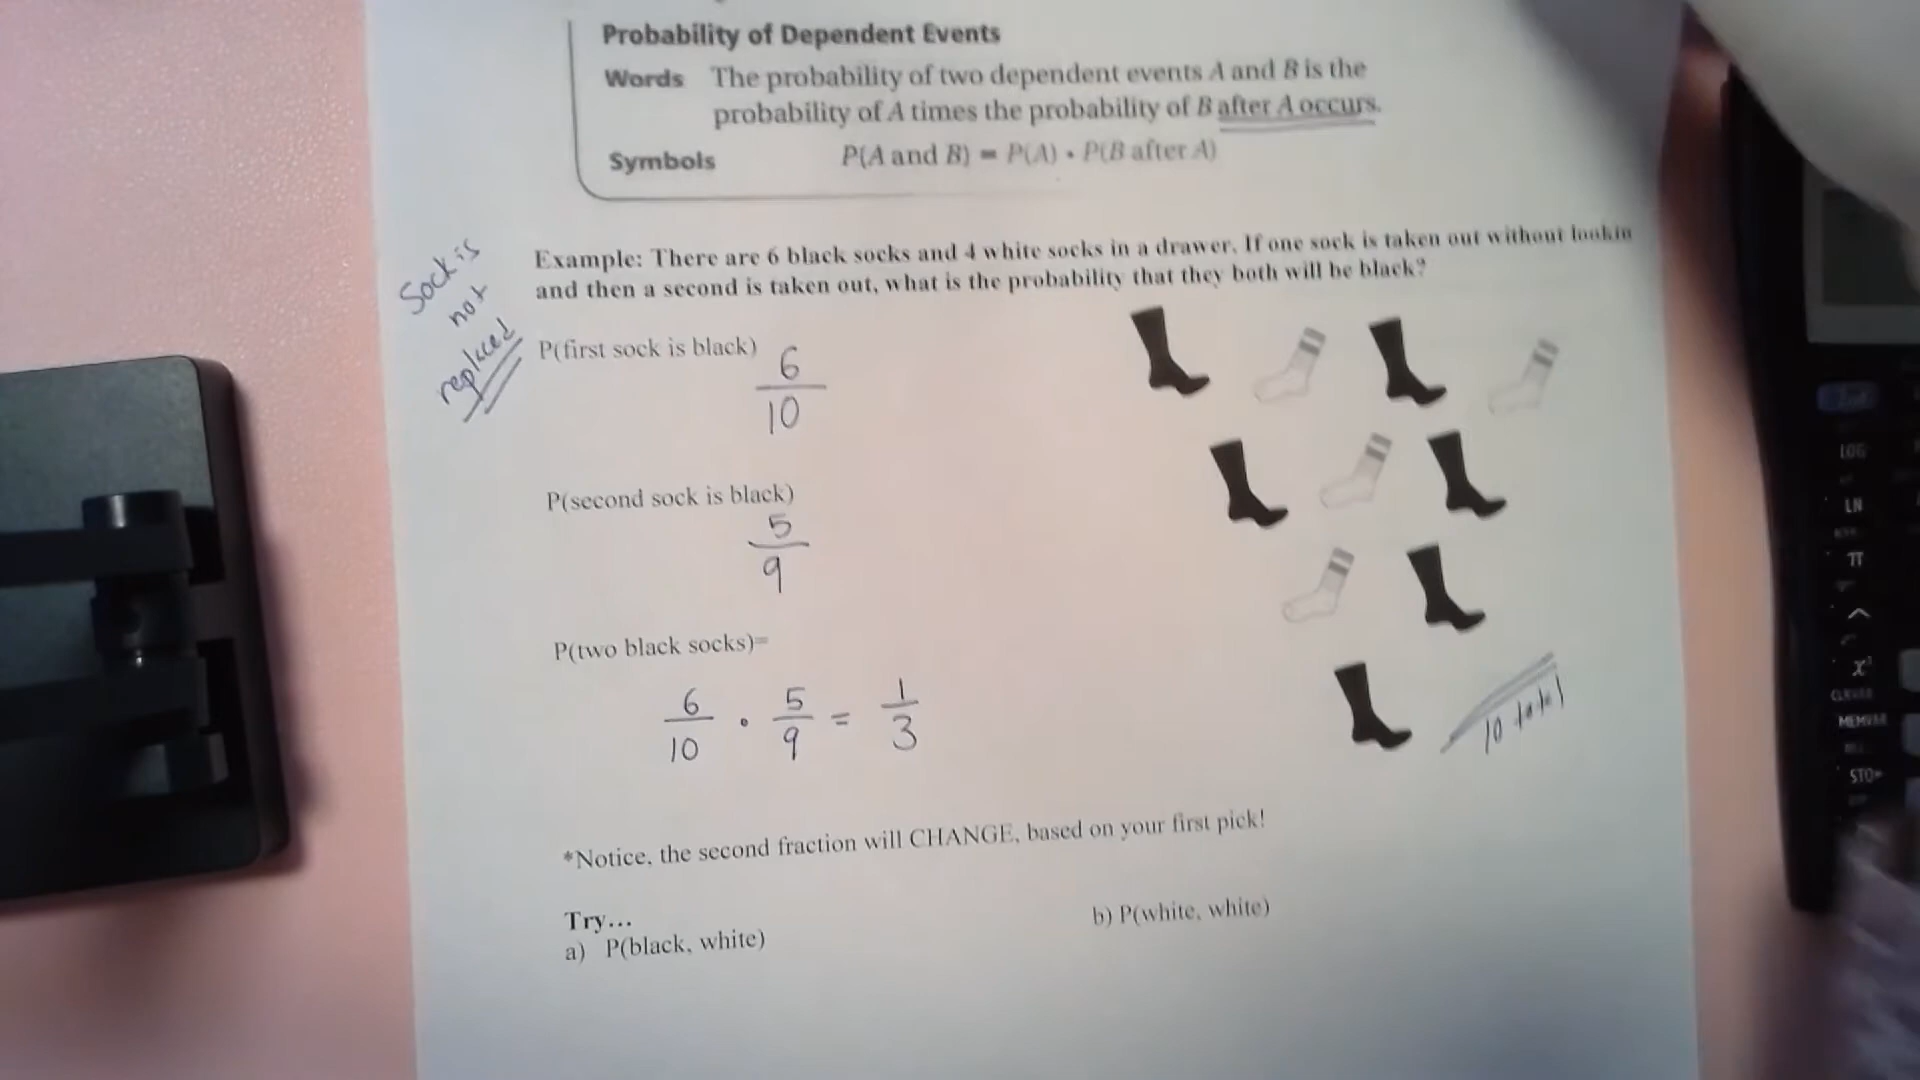 Probability of Dependent Events
Words The probability of two dependent events A and B is the
probability of A times the probability of B after A occurs.
Symbols P(A and B) = P(A) • P(B after A)
Sock is
not
replaced
Example: There are 6 black socks and 4 white socks in a drawer. If one sock is taken out without lookin
and then a second is taken out, what is the probability that they both will be black?
P(first sock is black)
6
10
P(second sock is black)
5
9
P(two black socks)=
6/10 · 5/9 = 1/3
10 total
*Notice, the second fraction will CHANGE, based on your first pick!
Try...
a) P(black, white)
b) P(white, white)
LOG
LN
π
^
STO